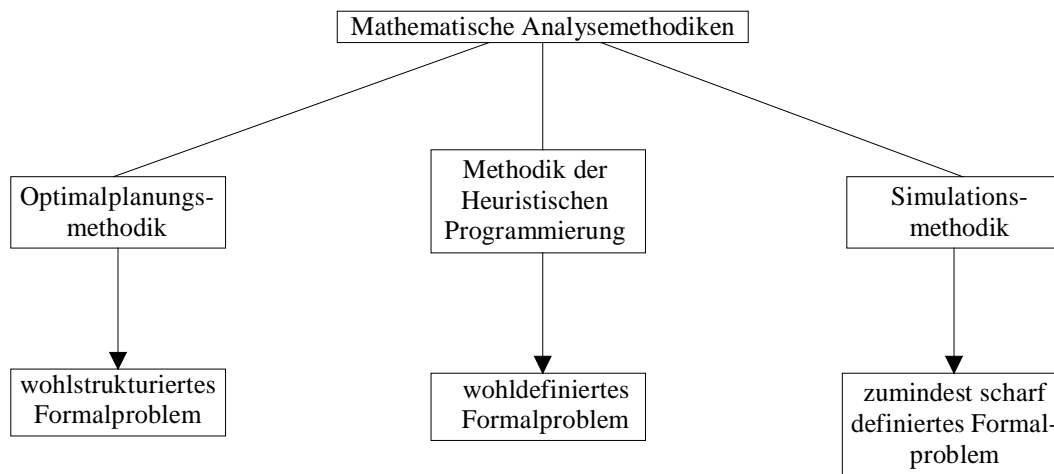 Mathematische Analysemethodiken
Optimalplanungs-
methodik
Methodik der
Heuristischen
Programmierung
Simulations-
methodik
wohlstrukturiertes
Formalproblem
wohldefiniertes
Formalproblem
zumindest scharf
definiertes Formal-
problem